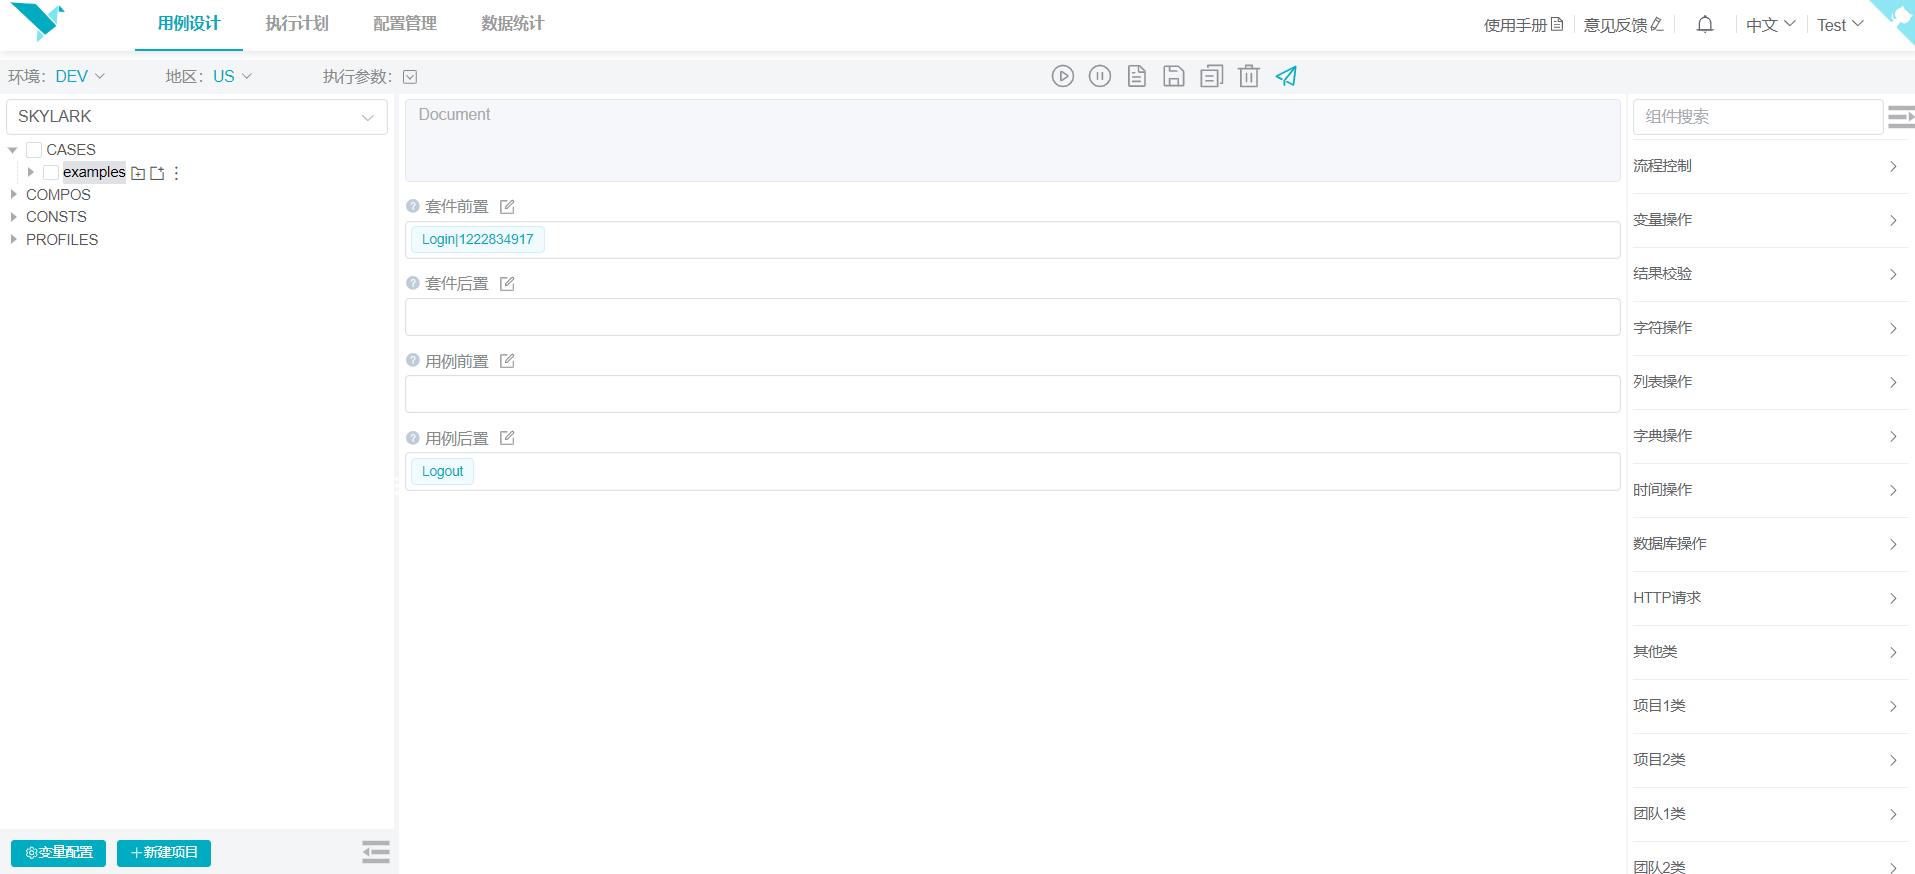 用例设计 执行计划 配置管理 数据统计 使用手册 意见反馈 中文 Test
环境: DEV 地区: US 执行参数:
SKYLARK
CASES
examples
COMPOS
CONSTS
PROFILES
变量配置 +新建项目
Document
套件前置
Login|1222834917
套件后置
用例前置
用例后置
Logout
组件搜索
流程控制
变量操作
结果校验
字符操作
列表操作
字典操作
时间操作
数据库操作
HTTP请求
其他类
项目1类
项目2类
团队1类
团队2类